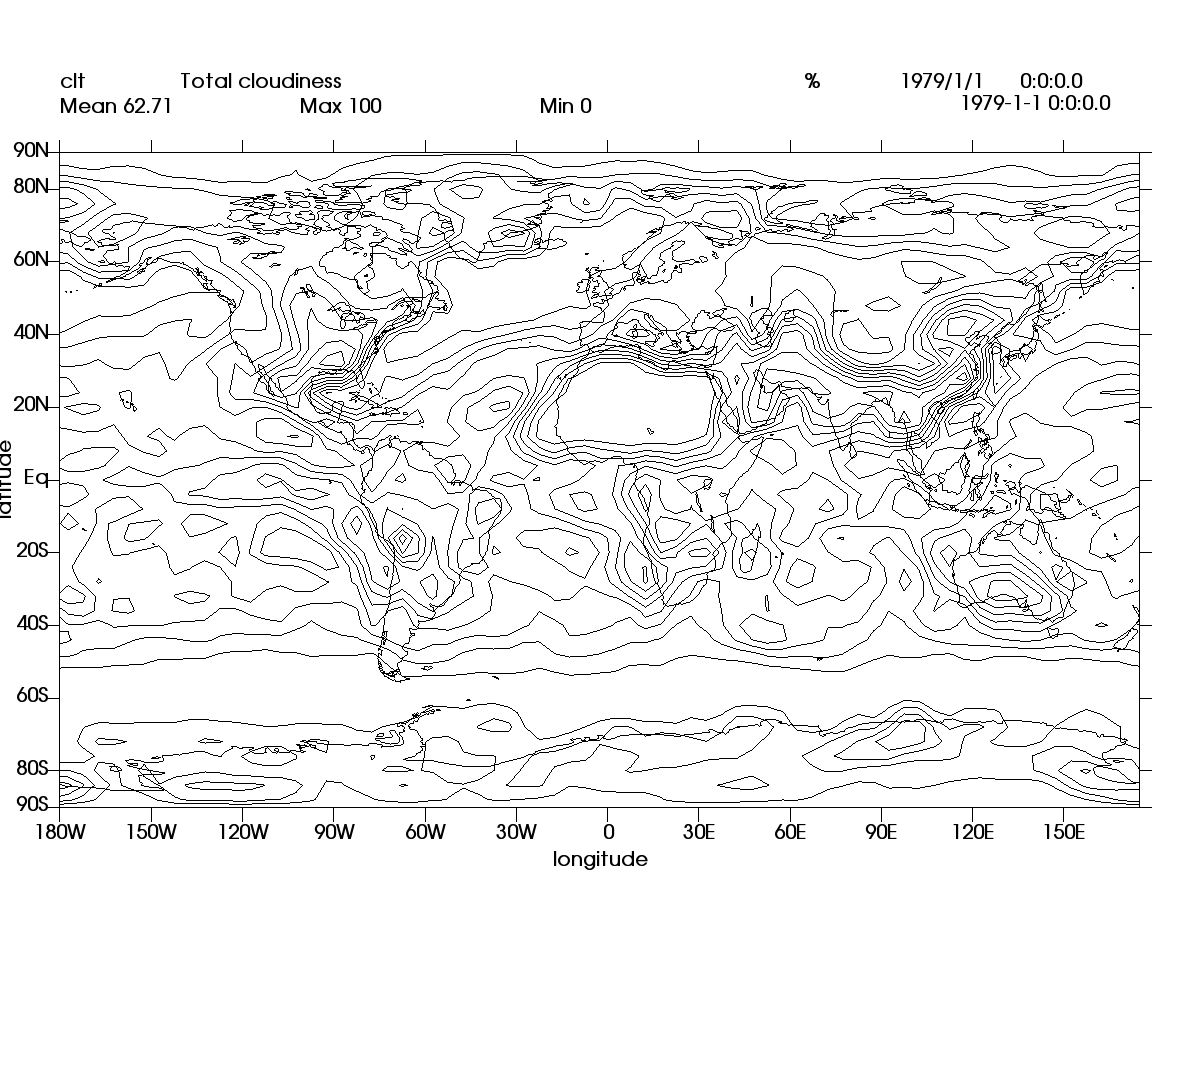 clt Total cloudiness % 1979/1/1 0:0:0.0
Mean 62.71 Max 100 Min 0 1979-1-1 0:0:0.0
90N
80N
60N
40N
20N
Eq
20S
40S
60S
80S
90S
latitude
180W 150W 120W 90W 60W 30W 0 30E 60E 90E 120E 150E
longitude